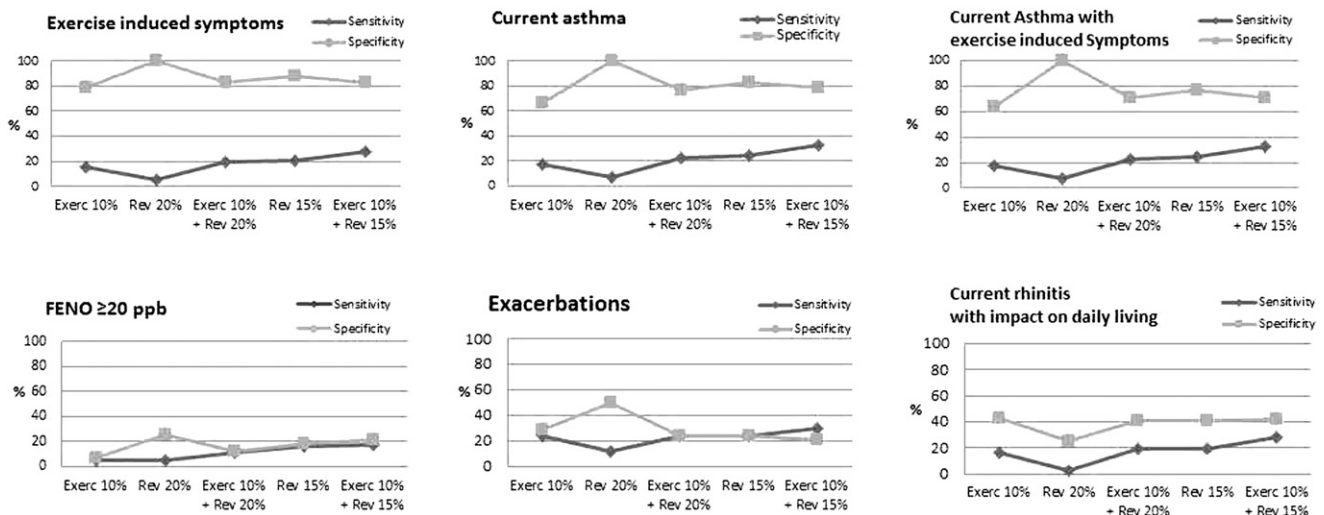 Exercise induced symptoms
Sensitivity
Specificity
100
80
60
40
20
0
%
Exerc 10% Rev 20% Exerc 10% Rev 15% Exerc 10%
+ Rev 20% + Rev 15%
Current asthma
Sensitivity
Specificity
100
80
60
40
20
0
%
Exerc 10% Rev 20% Exerc 10% Rev 15% Exerc 10%
+ Rev 20% + Rev 15%
Current Asthma with
exercise induced Symptoms
Sensitivity
Specificity
100
80
60
40
20
0
%
Exerc 10% Rev 20% Exerc 10% Rev 15% Exerc 10%
+ Rev 20% + Rev 15%
FENO ≥20 ppb
Sensitivity
Specificity
100
80
60
40
20
0
%
Exerc 10% Rev 20% Exerc 10% Rev 15% Exerc 10%
+ Rev 20% + Rev 15%
Exacerbations
Sensitivity
Specificity
100
80
60
40
20
0
%
Exerc 10% Rev 20% Exerc 10% Rev 15% Exerc 10%
+ Rev 20% + Rev 15%
Current rhinitis
with impact on daily living
Sensitivity
Specificity
100
80
60
40
20
0
%
Exerc 10% Rev 20% Exerc 10% Rev 15% Exerc 10%
+ Rev 20% + Rev 15%